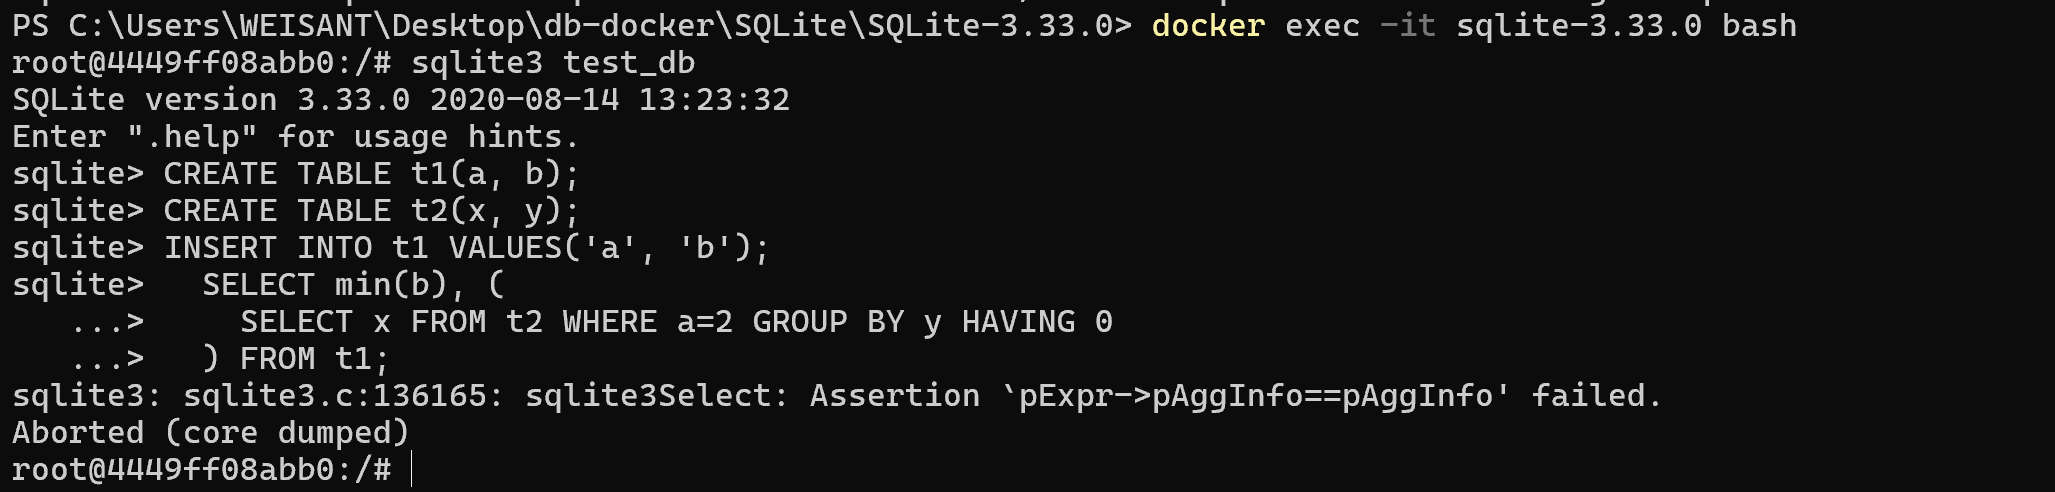 PS C:\Users\WEISANT\Desktop\db-docker\SQLite\SQLite-3.33.0> docker exec -it sqlite-3.33.0 bash
root@4449ff08abb0:/# sqlite3 test_db
SQLite version 3.33.0 2020-08-14 13:23:32
Enter ".help" for usage hints.
sqlite> CREATE TABLE t1(a, b);
sqlite> CREATE TABLE t2(x, y);
sqlite> INSERT INTO t1 VALUES('a', 'b');
sqlite>   SELECT min(b), (
   ...>     SELECT x FROM t2 WHERE a=2 GROUP BY y HAVING 0
   ...>   ) FROM t1;
sqlite3: sqlite3.c:136165: sqlite3Select: Assertion `pExpr->pAggInfo==pAggInfo' failed.
Aborted (core dumped)
root@4449ff08abb0:/#